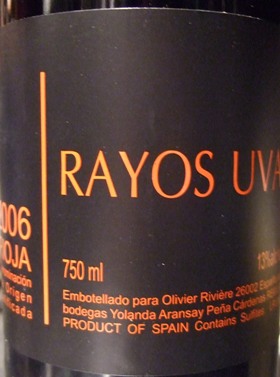 RAYOS UVA
2006
RIOJA
Origen
750 ml
13%
Embotellado para Olivier Rivière 26002
bodegas Yolanda Aransay Peña Cárdenas
PRODUCT OF SPAIN Contains Sulfites